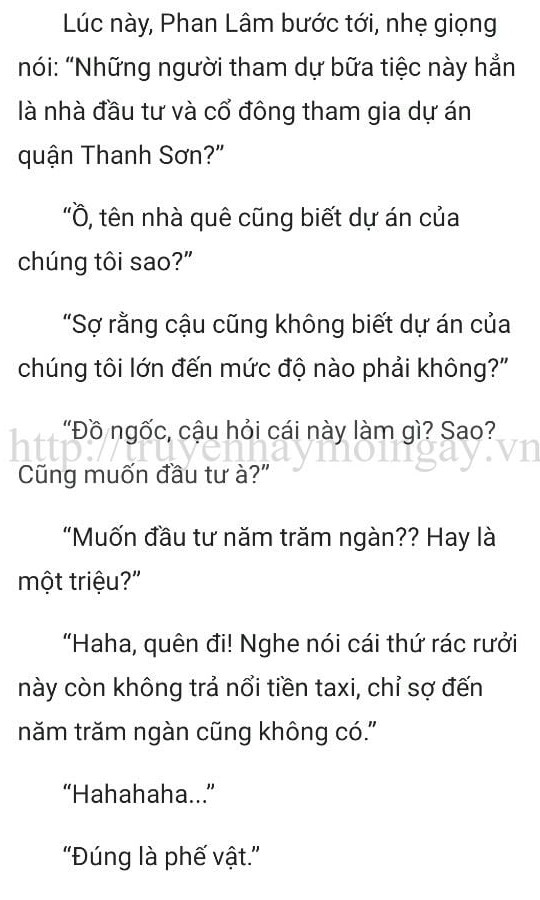 Lúc này, Phan Lâm bước tới, nhẹ giọng
nói: “Những người tham dự bữa tiệc này hẳn
là nhà đầu tư và cổ đông tham gia dự án
quận Thanh Sơn?”
“Ồ, tên nhà quê cũng biết dự án của
chúng tôi sao?”
“Sợ rằng cậu cũng không biết dự án của
chúng tôi lớn đến mức độ nào phải không?”
“Đồ ngốc, cậu hỏi cái này làm gì? Sao?
http://truyenhaymoingay.vn
Cũng muốn đầu tư à?”
“Muốn đầu tư năm trăm ngàn?? Hay là
một triệu?”
“Haha, quên đi! Nghe nói cái thứ rác rưởi
này còn không trả nổi tiền taxi, chỉ sợ đến
năm trăm ngàn cũng không có.”
“Hahahaha...”
“Đúng là phế vật.”